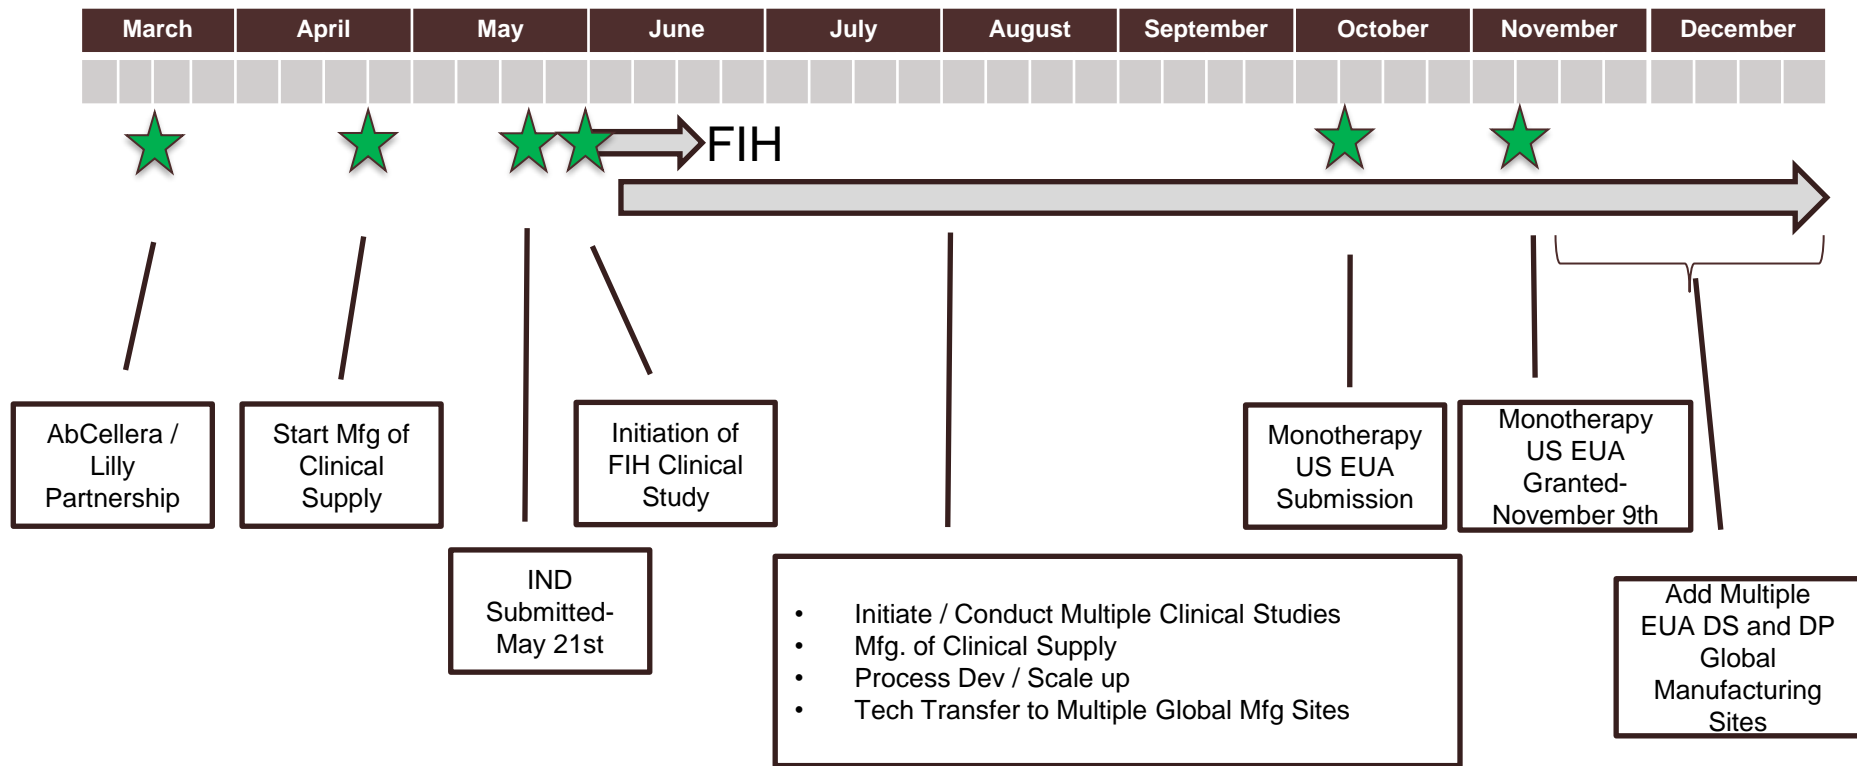 March April May June July August September October November December
FIH
AbCellera /
Lilly
Partnership
Start Mfg of
Clinical
Supply
IND
Submitted-
May 21st
Initiation of
FIH Clinical
Study
• Initiate / Conduct Multiple Clinical Studies
• Mfg. of Clinical Supply
• Process Dev / Scale up
• Tech Transfer to Multiple Global Mfg Sites
Monotherapy
US EUA
Submission
Monotherapy
US EUA
Granted-
November 9th
Add Multiple
EUA DS and DP
Global
Manufacturing
Sites